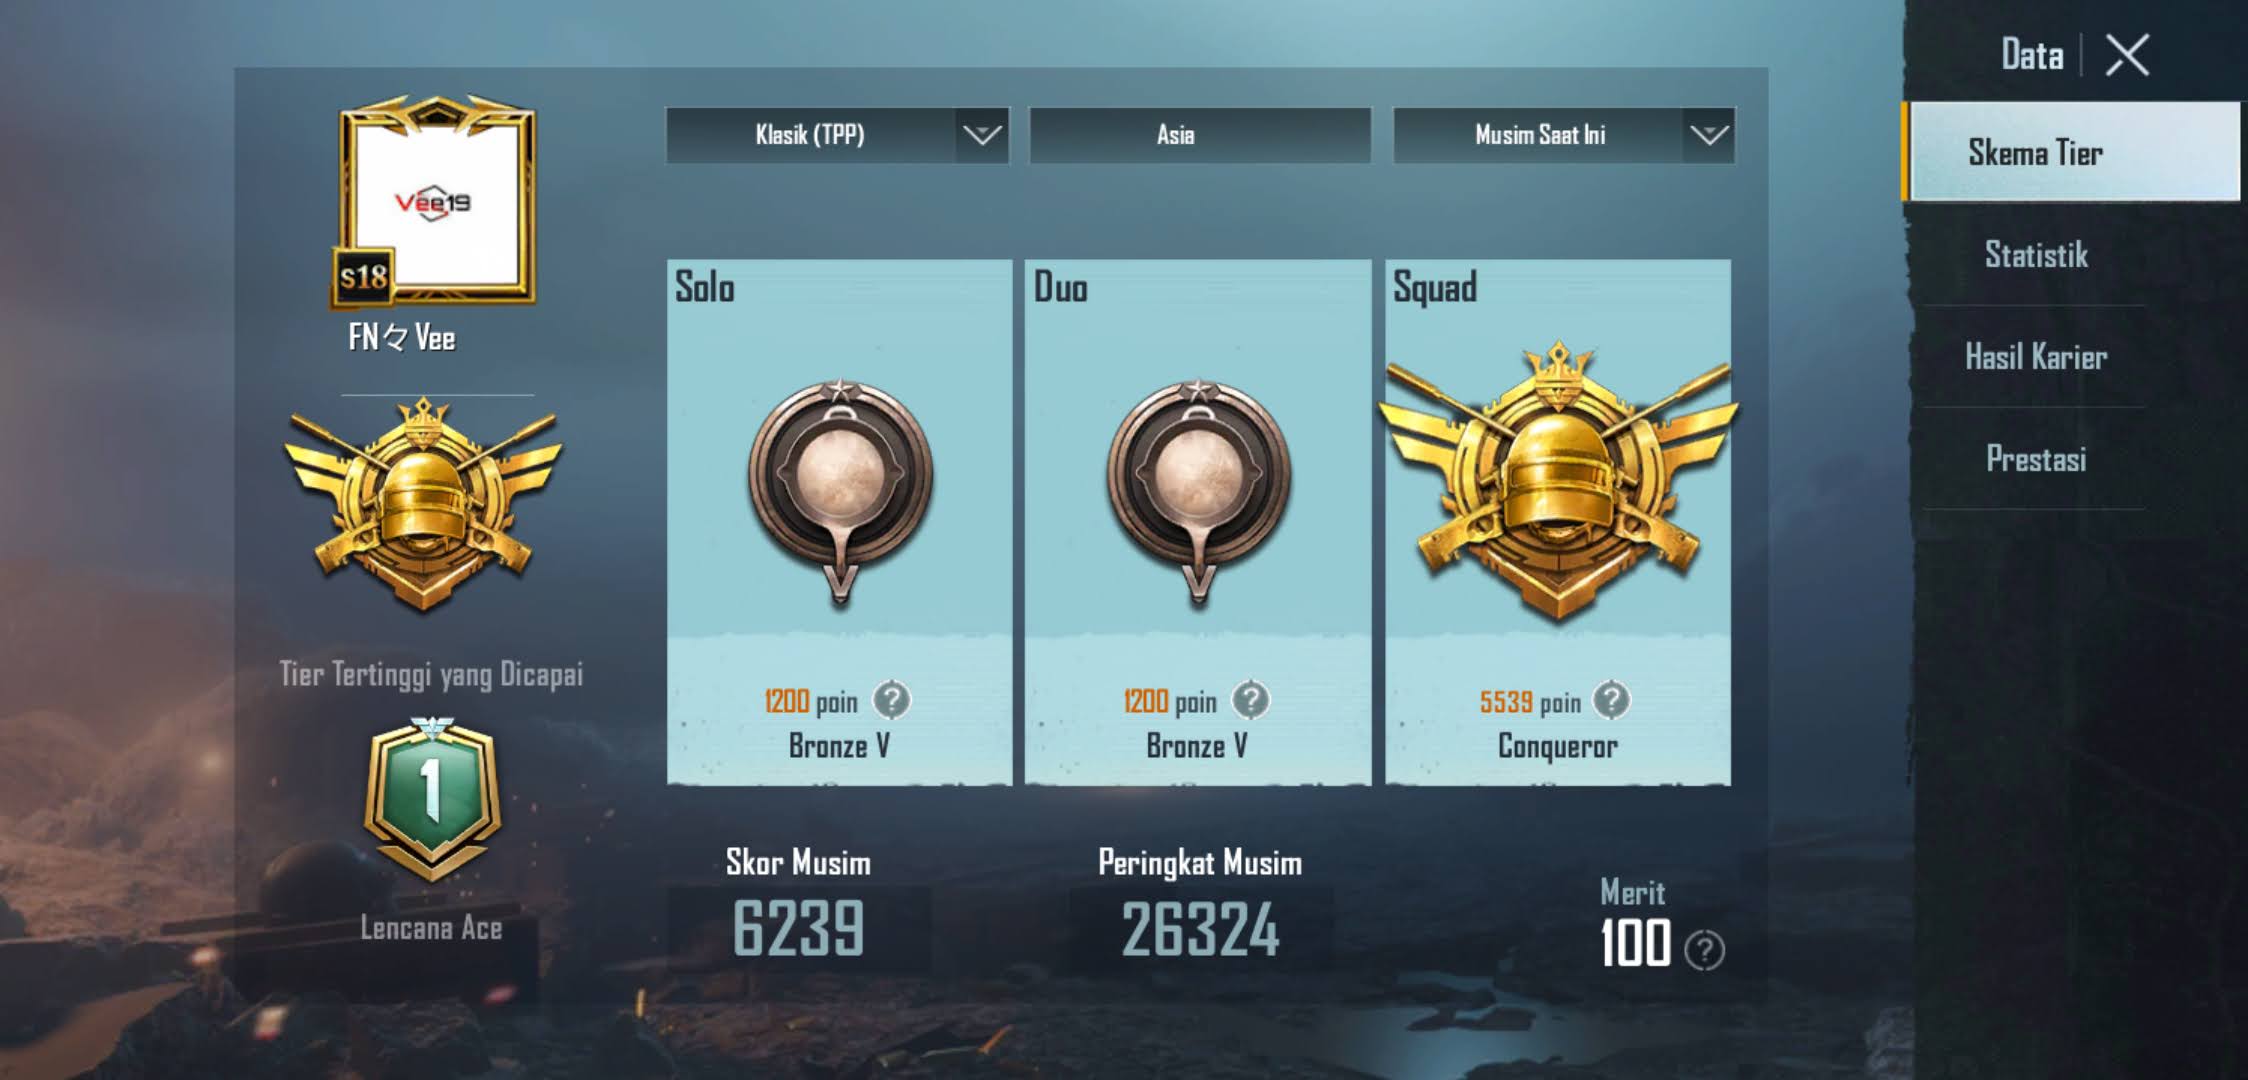 Data
Klasik (TPP)
Asia
Musim Saat Ini
Skema Tier
Statistik
Hasil Karier
Prestasi
Vee19
S18
FN々Vee
Tier Tertinggi yang Dicapai
1
Lencana Ace
Solo
V
1200 poin ?
Bronze V
Duo
V
1200 poin ?
Bronze V
Squad
5539 poin ?
Conqueror
Skor Musim
6239
Peringkat Musim
26324
Merit
100 ?